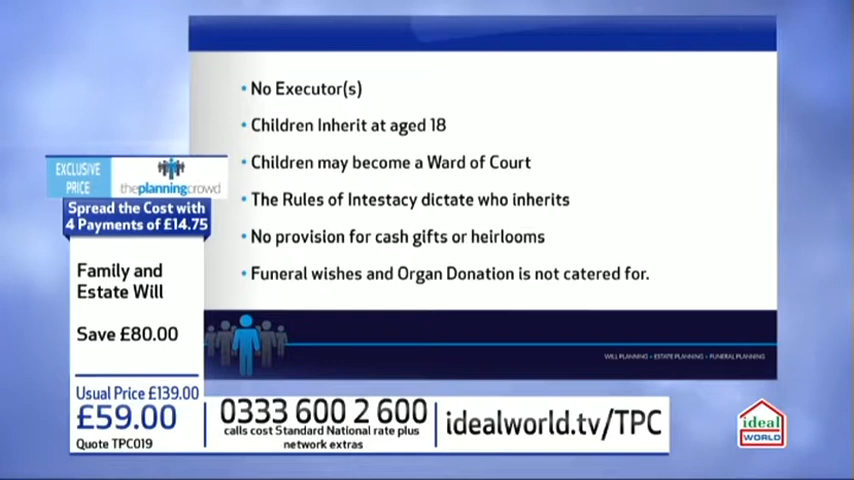 • No Executor(s)
• Children Inherit at aged 18
• Children may become a Ward of Court
• The Rules of Intestacy dictate who inherits
• No provision for cash gifts or heirlooms
• Funeral wishes and Organ Donation is not catered for.
WILL PLANNING • ESTATE PLANNING • FUNERAL PLANNING
EXCLUSIVE
PRICE
theplanningcrowd
Spread the Cost with
4 Payments of £14.75
Family and
Estate Will
Save £80.00
Usual Price £139.00
£59.00
Quote TPC019
0333 600 2 600
calls cost Standard National rate plus
network extras
idealworld.tv/TPC
ideal
WORLD